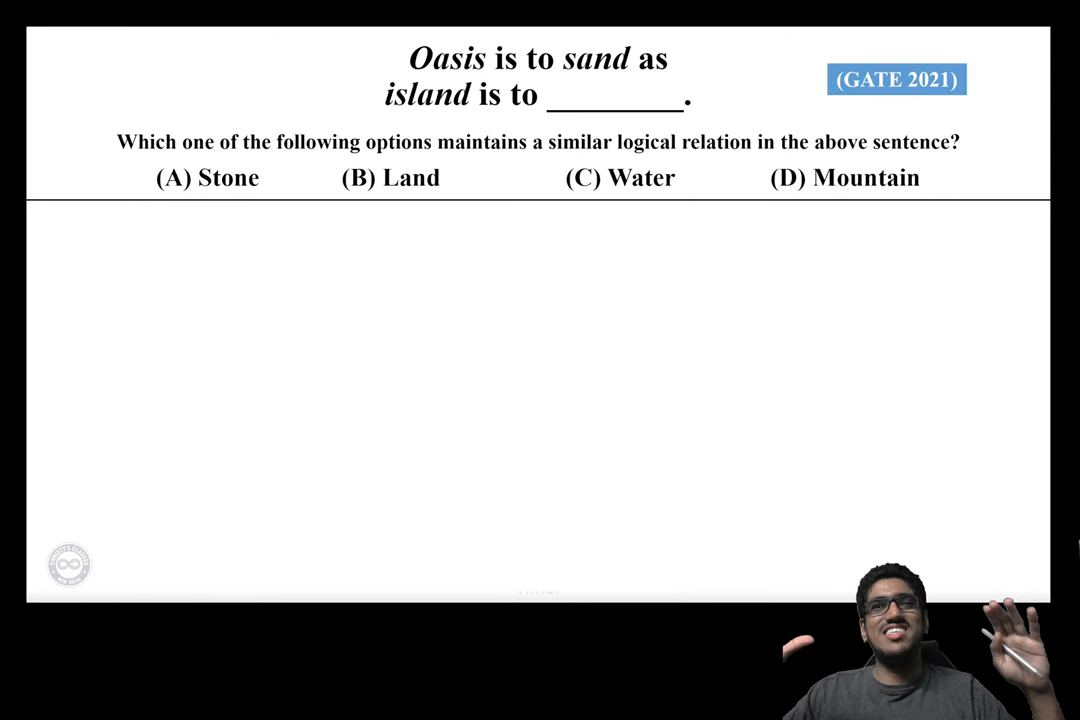 Oasis is to sand as
island is to ________.
(GATE 2021)
Which one of the following options maintains a similar logical relation in the above sentence?
(A) Stone (B) Land (C) Water (D) Mountain